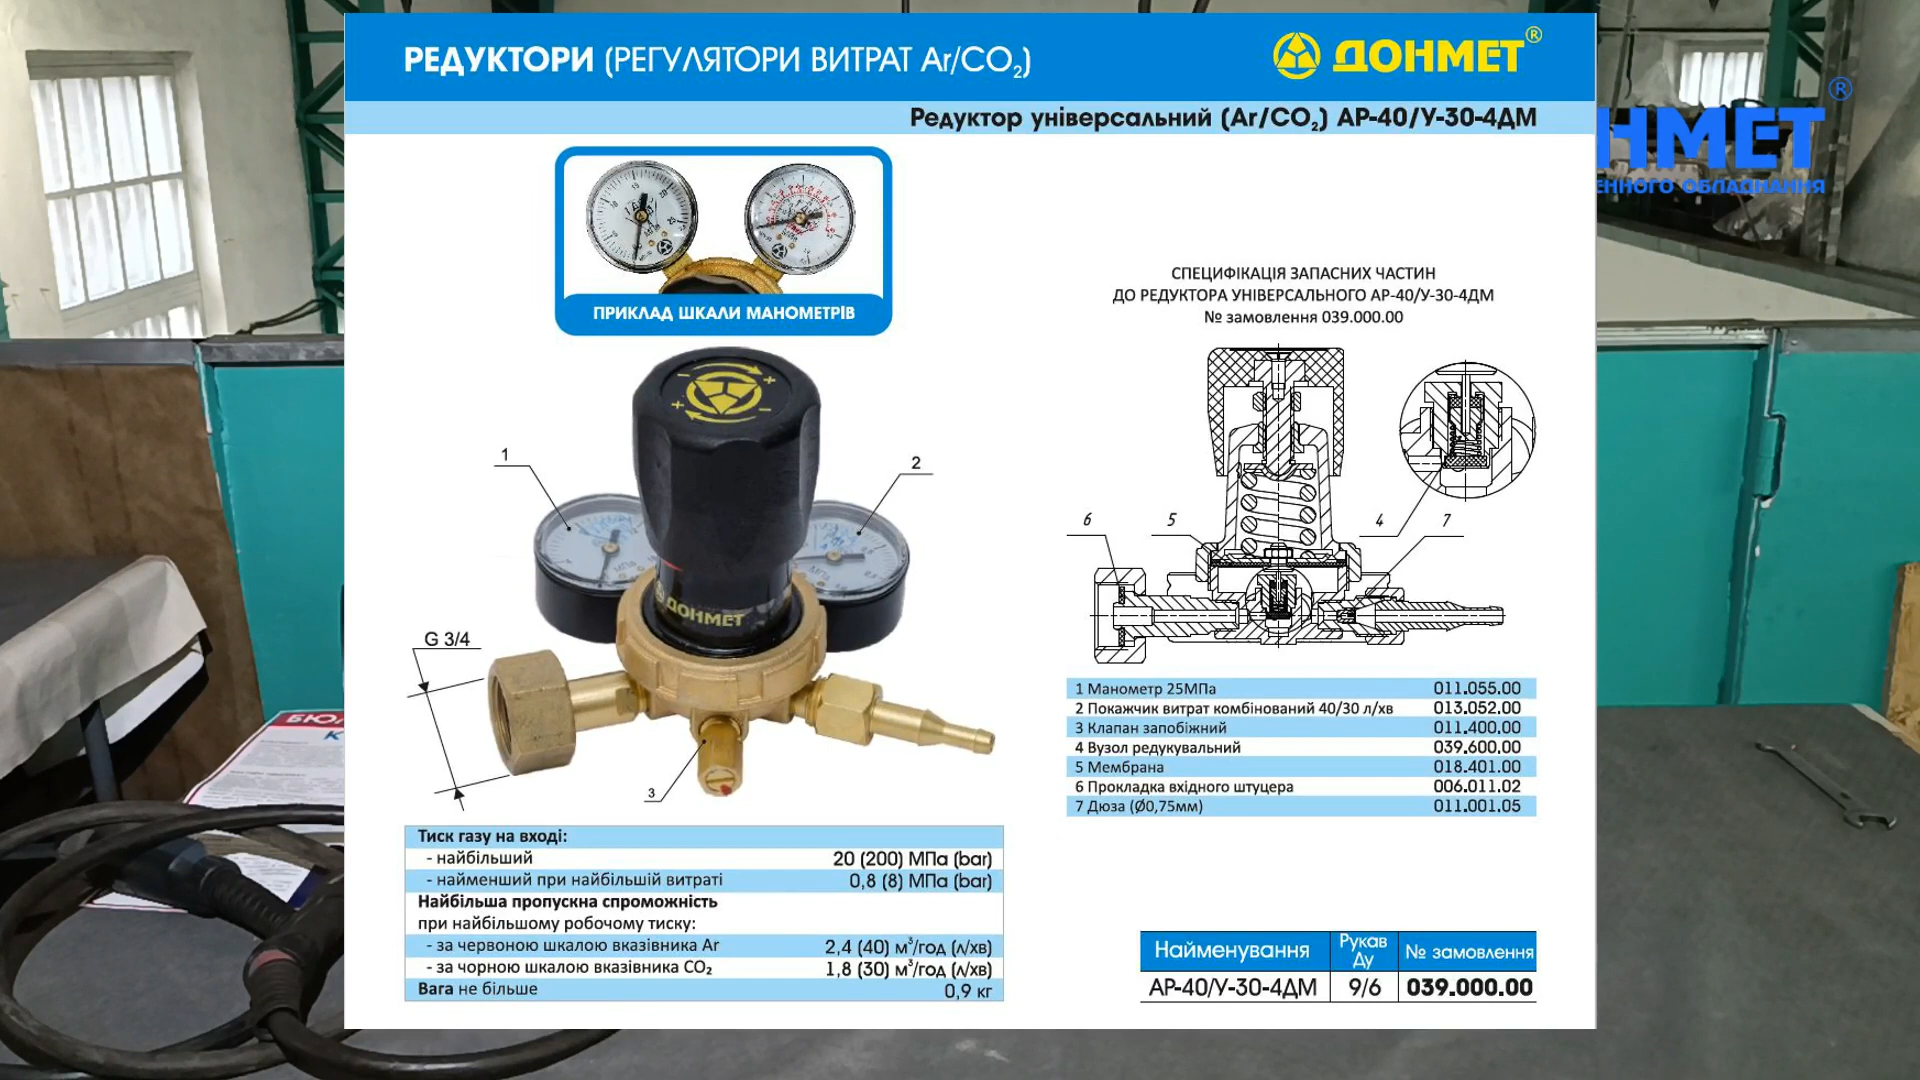 РЕДУКТОРИ (РЕГУЛЯТОРИ ВИТРАТ Ar/CO₂)
ДОНМЕТ®
Редуктор універсальний (Ar/CO₂) АР-40/У-30-4ДМ
НМЕТ®
ЕННОГО ОБЛАДНАННЯ
ПРИКЛАД ШКАЛИ МАНОМЕТРІВ
СПЕЦИФІКАЦІЯ ЗАПАСНИХ ЧАСТИН
ДО РЕДУКТОРА УНІВЕРСАЛЬНОГО АР-40/У-30-4ДМ
№ замовлення 039.000.00
1
2
G 3/4
3
ДОНМЕТ
6
5
4
7
1 Манометр 25МПа 011.055.00
2 Покажчик витрат комбінований 40/30 л/хв 013.052.00
3 Клапан запобіжний 011.400.00
4 Вузол редукувальний 039.600.00
5 Мембрана 018.401.00
6 Прокладка вхідного штуцера 006.011.02
7 Дюза (Ø0,75мм) 011.001.05
Тиск газу на вході:
- найбільший 20 (200) МПа (bar)
- найменший при найбільшій витраті 0,8 (8) МПа (bar)
Найбільша пропускна спроможність
при найбільшому робочому тиску:
- за червоною шкалою вказівника Ar 2,4 (40) м³/год (л/хв)
- за чорною шкалою вказівника CO₂ 1,8 (30) м³/год (л/хв)
Вага не більше 0,9 кг
Найменування Рукав Ду № замовлення
АР-40/У-30-4ДМ 9/6 039.000.00